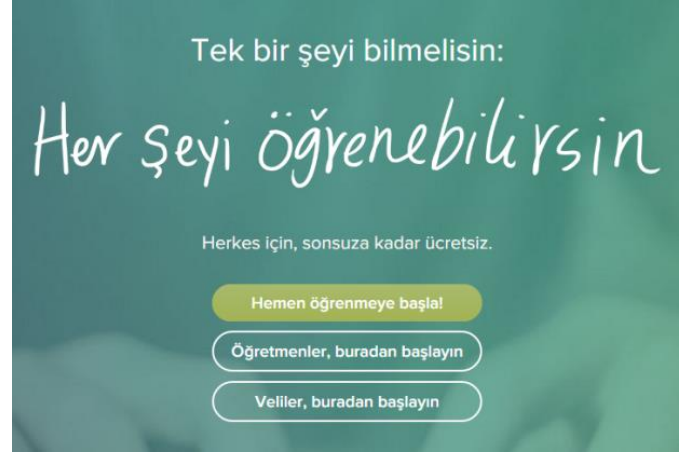 Tek bir şeyi bilmelisin:
Her şeyi öğrenebilirsin
Herkes için, sonsuza kadar ücretsiz.
Hemen öğrenmeye başla!
Öğretmenler, buradan başlayın
Veliler, buradan başlayın